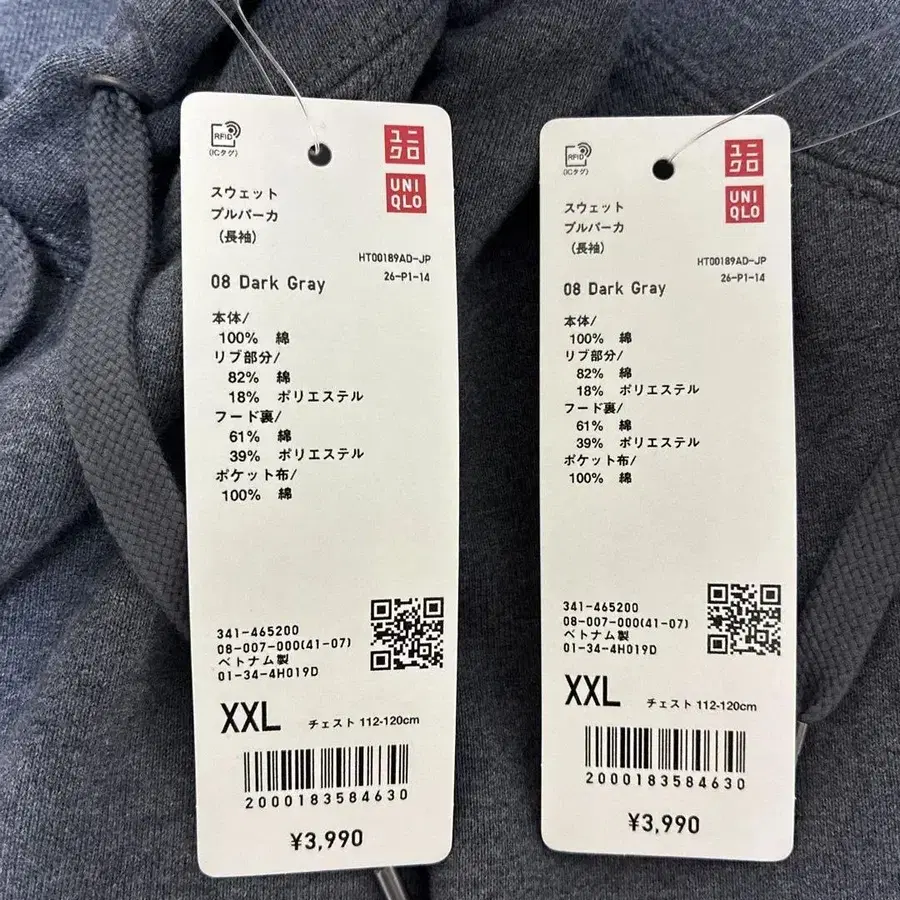 RFID
(ICタグ)
ユニ
クロ
UNI
QLO
スウェット
プルパーカ
(長袖)
HT00189AD-JP
26-P1-14
08 Dark Gray
本体/
100% 綿
リブ部分/
82% 綿
18% ポリエステル
フード裏/
61% 綿
39% ポリエステル
ポケット布/
100% 綿
341-465200
08-007-000(41-07)
ベトナム製
01-34-4H019D
XXL チェスト 112-120cm
2000183584630
¥3,990
RFID
(ICタグ)
ユニ
クロ
UNI
QLO
スウェット
プルパーカ
(長袖)
HT00189AD-JP
26-P1-14
08 Dark Gray
本体/
100% 綿
リブ部分/
82% 綿
18% ポリエステル
フード裏/
61% 綿
39% ポリエステル
ポケット布/
100% 綿
341-465200
08-007-000(41-07)
ベトナム製
01-34-4H019D
XXL チェスト 112-120cm
2000183584630
¥3,990